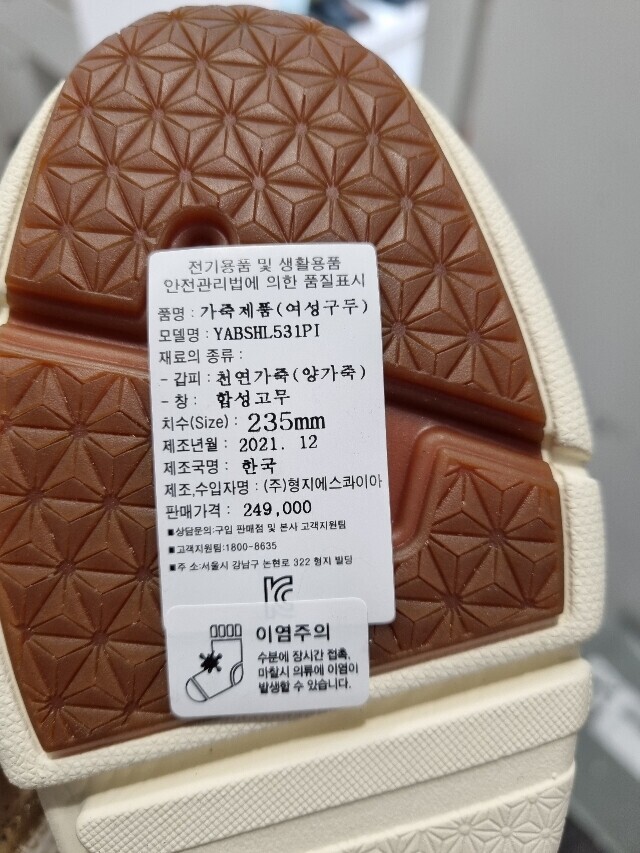 전기용품 및 생활용품
안전관리법에 의한 품질표시
품명 : 가죽제품(여성구두)
모델명 : YABSHL531PI
재료의 종류 :
- 갑피 : 천연가죽(양가죽)
- 창 : 합성고무
치수(Size) : 235mm
제조년월 : 2021. 12
제조국명 : 한국
제조,수입자명 : (주)형지에스콰이아
판매가격 : 249,000
■상담문의:구입 판매점 및 본사 고객지원팀
■고객지원팀:1800-8635
■주 소:서울시 강남구 논현로 322 형지 빌딩
이염주의
수분에 장시간 접촉,
마찰시 의류에 이염이
발생할 수 있습니다.